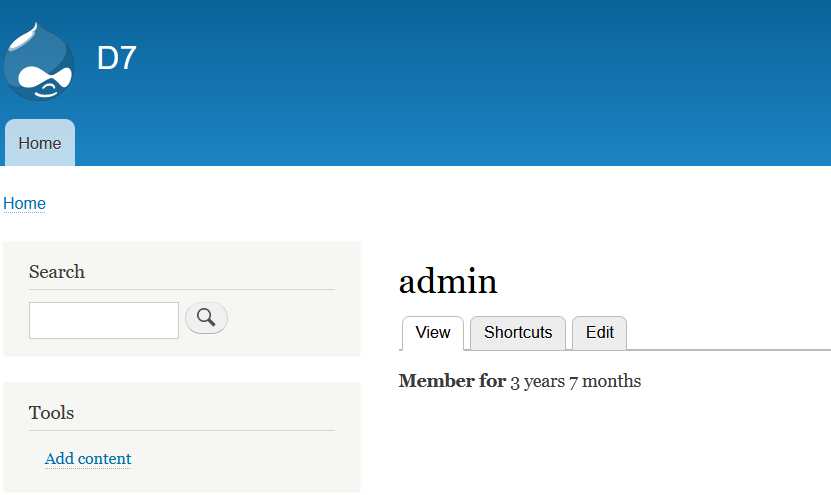 D7
Home
Home
Search
Tools
Add content
admin
View Shortcuts Edit
Member for 3 years 7 months